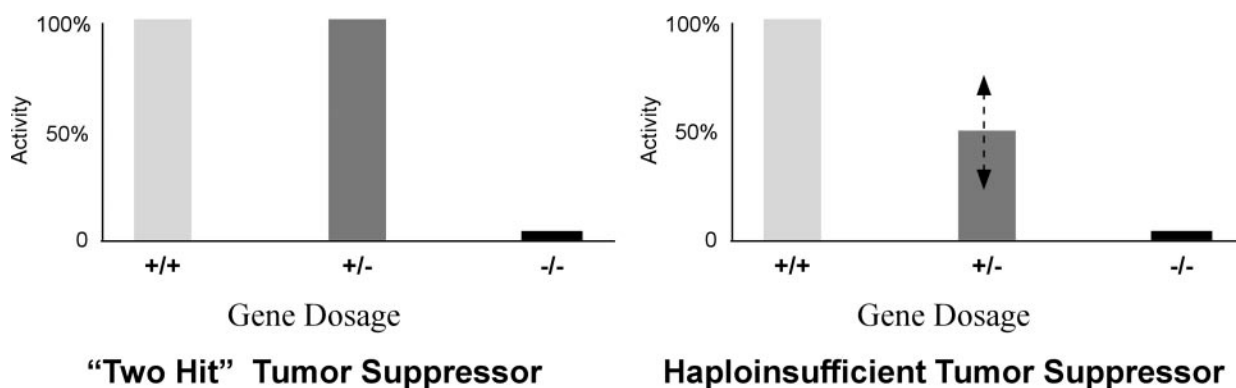 100%
50%
0
Activity
+/+ +/- -/-
Gene Dosage
“Two Hit” Tumor Suppressor
100%
50%
0
Activity
+/+ +/- -/-
Gene Dosage
Haploinsufficient Tumor Suppressor